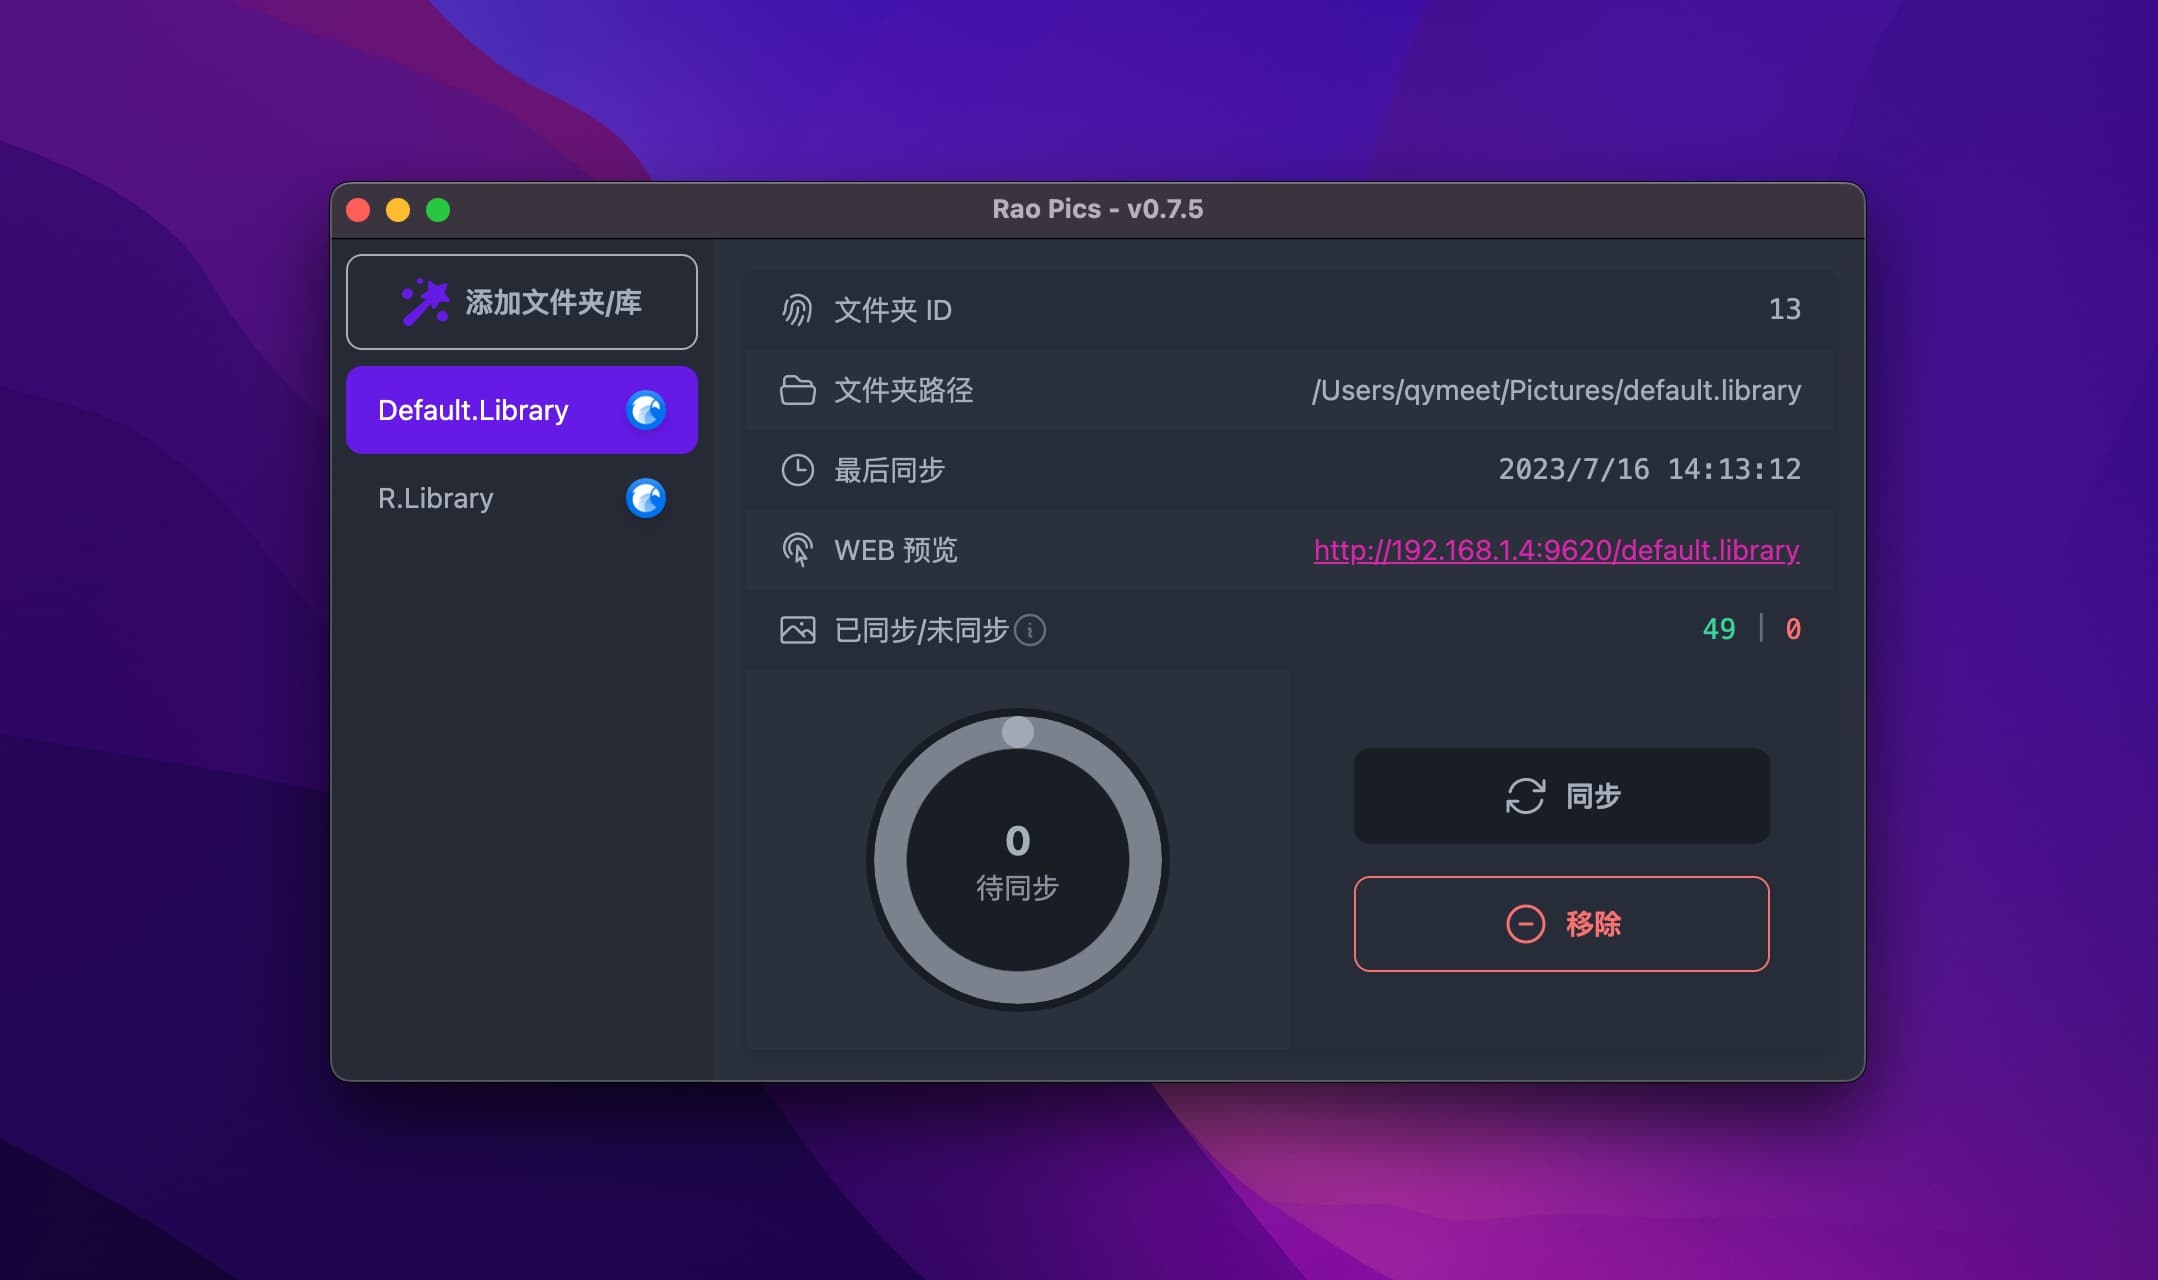 Rao Pics - v0.7.5
添加文件夹/库
Default.Library
R.Library
文件夹 ID 13
文件夹路径 /Users/qymeet/Pictures/default.library
最后同步 2023/7/16 14:13:12
WEB 预览 http://192.168.1.4:9620/default.library
已同步/未同步 49 | 0
0
待同步
同步
移除